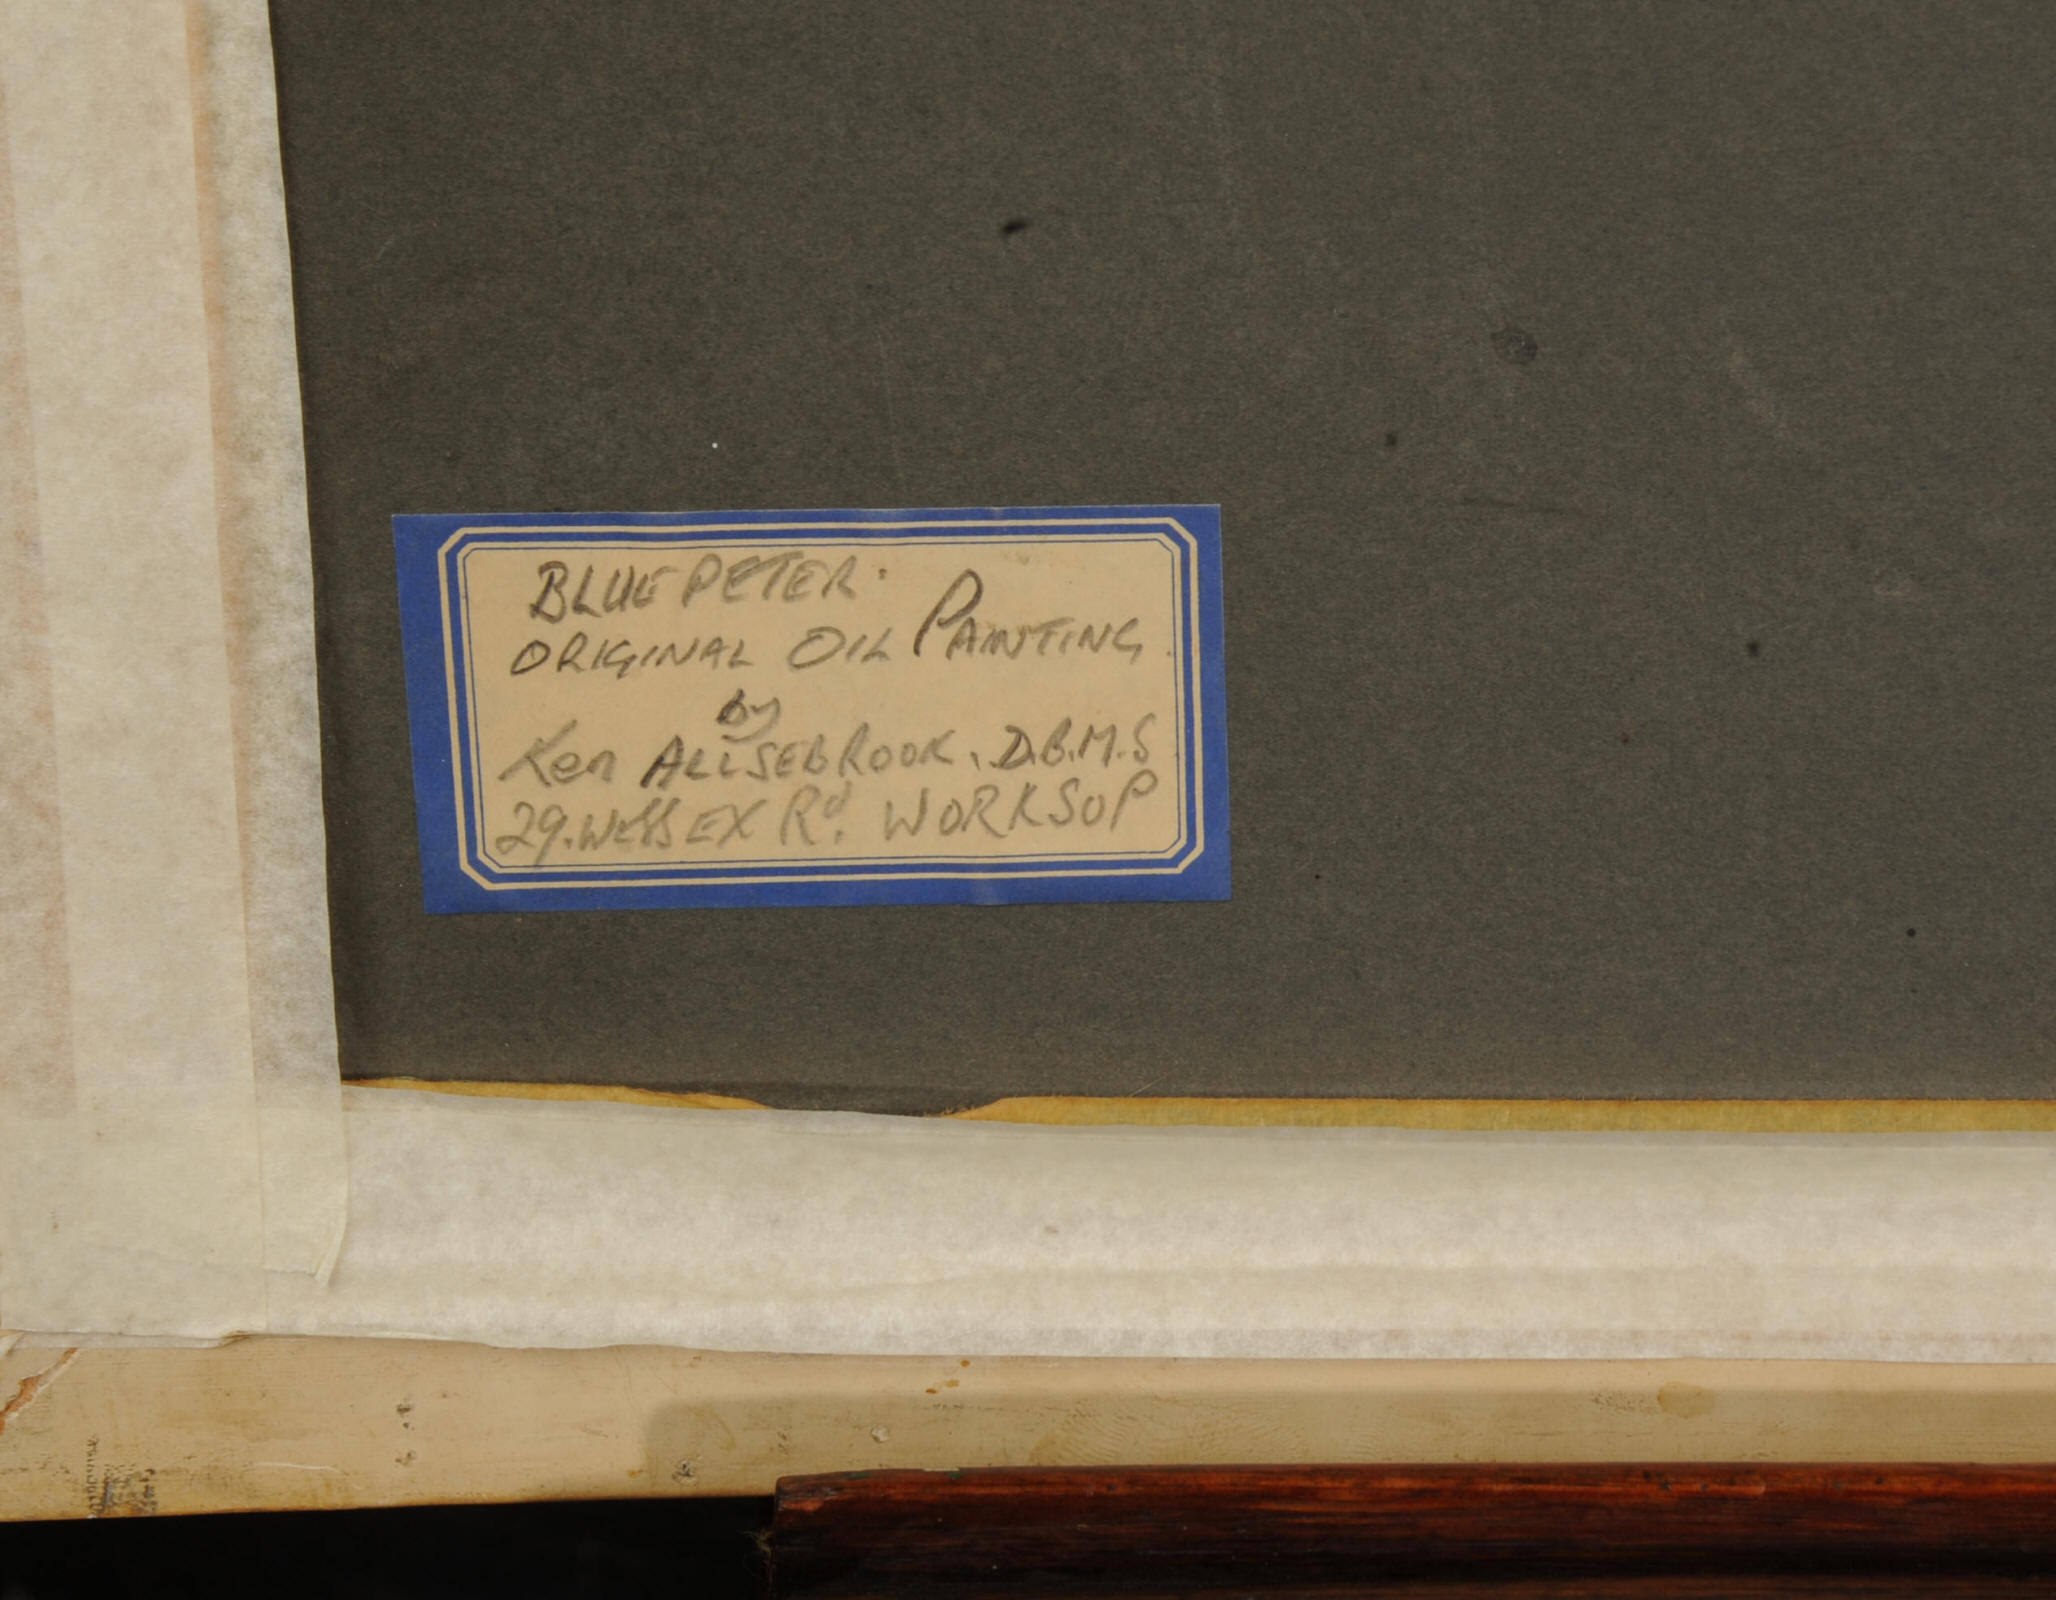 BLUE PETER.
ORIGINAL OIL PAINTING.
by
Ken ALLSEBROOK. D.B.M.S
29. WESSEX Rd. WORKSOP